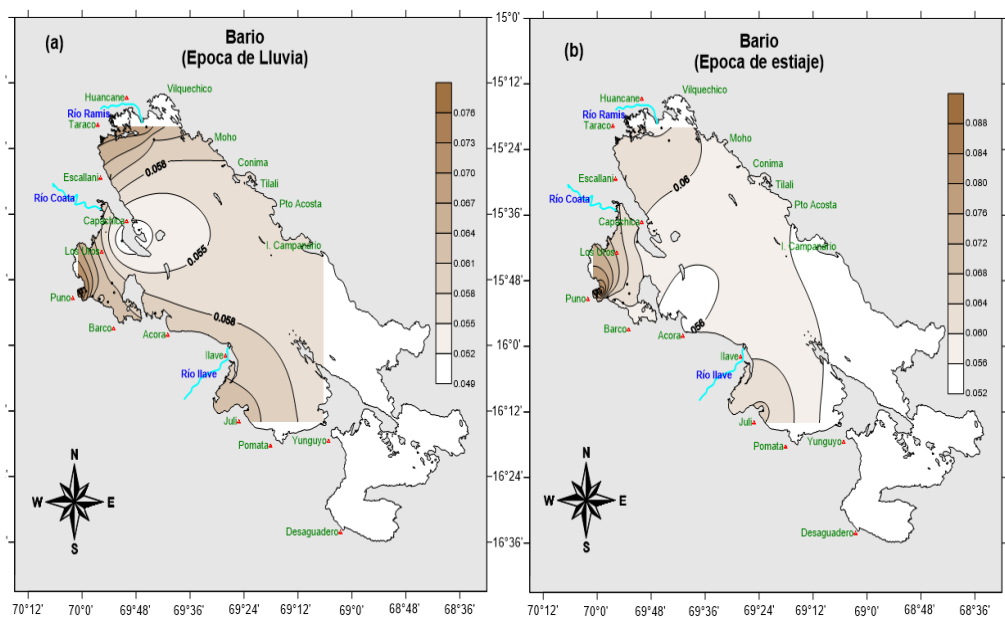 (a)
Bario
(Epoca de Lluvia)
Vilquechico
Huancane
Río Ramis
Taraco
Moho
Conima
Escallani
Tilali
Río Coata
Pto Acosta
Capachica
Los Uros
I. Campanario
Puno
Barco
Acora
Ilave
Río Ilave
Juli
Pomata
Yunguyo
Desaguadero
0.058
0.055
0.058
0.076
0.073
0.070
0.067
0.064
0.061
0.058
0.055
0.052
0.049
N
W
E
S
70°12'
70°0'
69°48'
69°36'
69°24'
69°12'
69°0'
68°48'
68°36'
15°0'
15°12'
15°24'
15°36'
15°48'
16°0'
16°12'
16°24'
16°36'
(b)
Bario
(Epoca de estiaje)
Vilquechico
Huancane
Río Ramis
Taraco
Moho
Conima
Escallani
Tilali
Río Coata
Pto Acosta
Capachica
Los Uros
I. Campanario
Puno
Barco
Acora
Ilave
Río Ilave
Juli
Pomata
Yunguyo
Desaguadero
0.06
056
0.088
0.084
0.080
0.076
0.072
0.068
0.064
0.060
0.056
0.052
N
W
E
S
70°12'
70°0'
69°48'
69°36'
69°24'
69°12'
69°0'
68°48'
68°36'